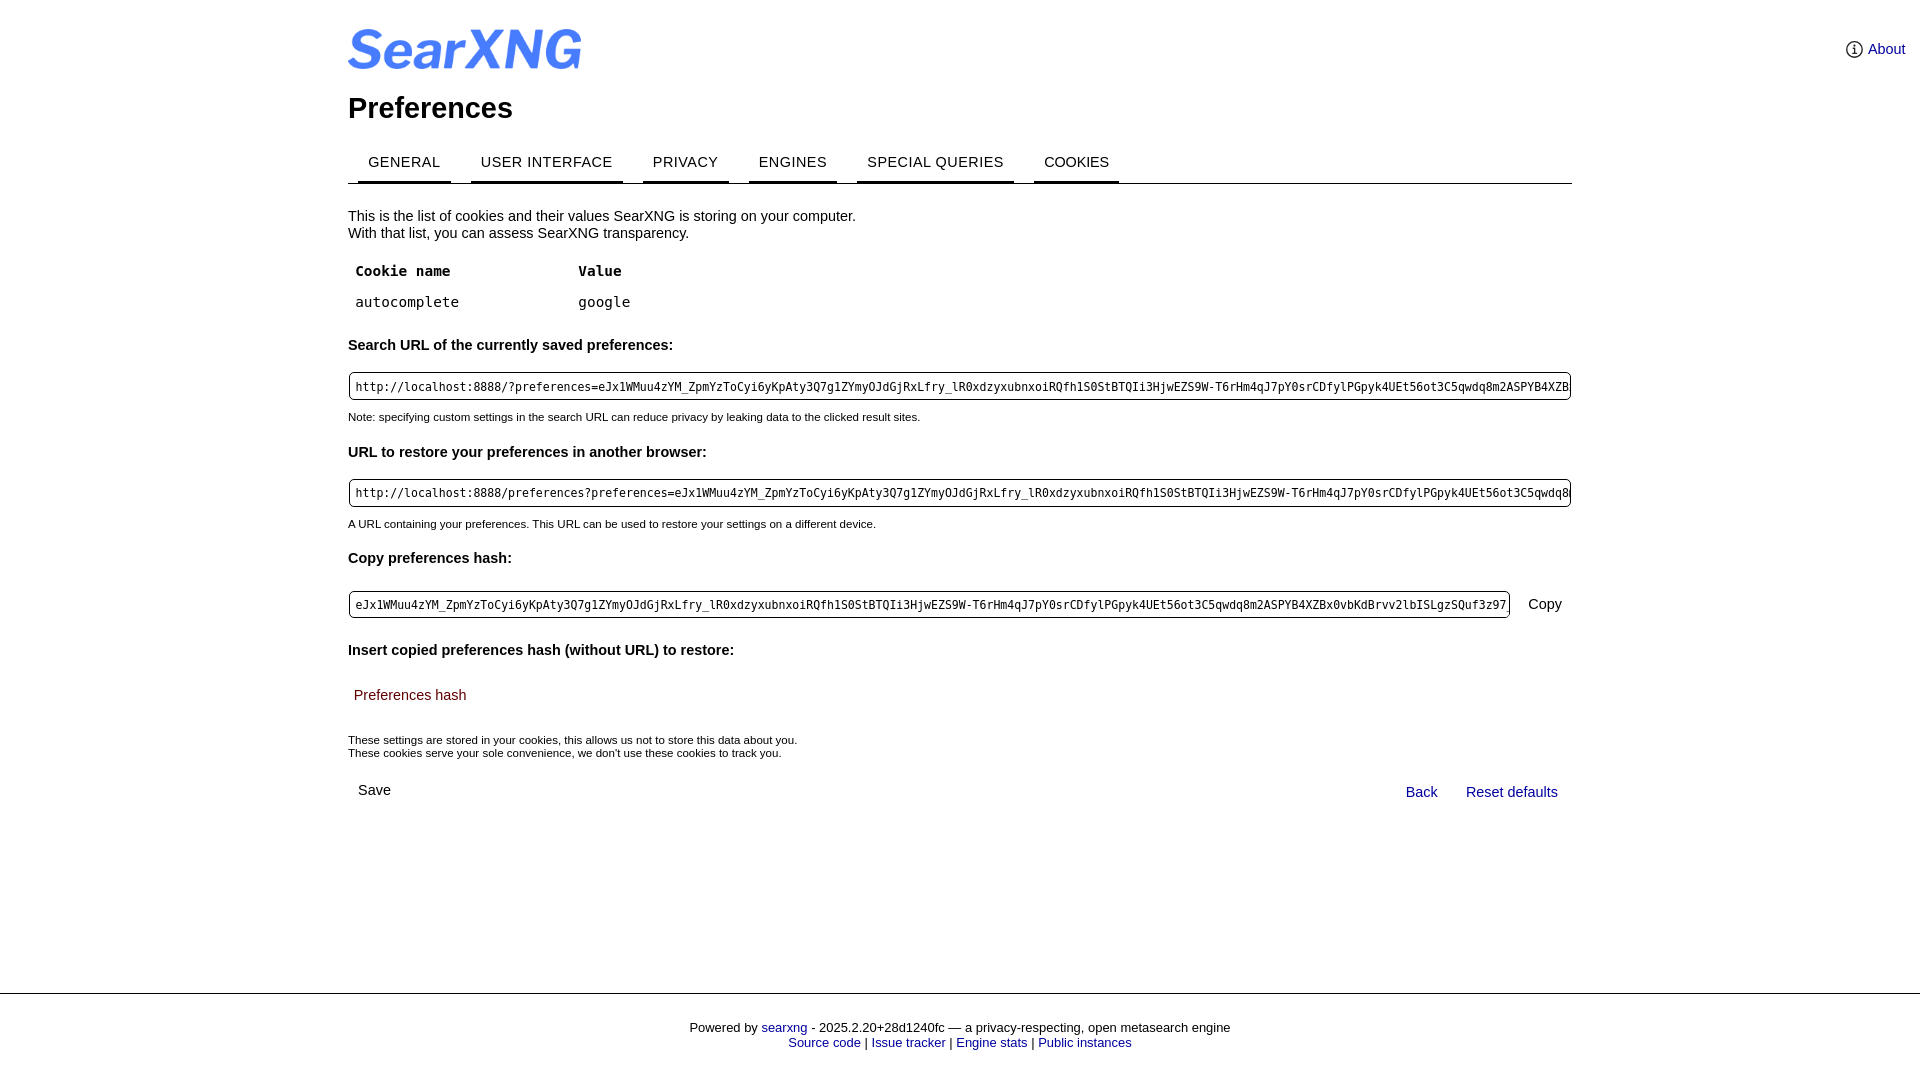 SearXNG
About
Preferences
GENERAL USER INTERFACE PRIVACY ENGINES SPECIAL QUERIES COOKIES
This is the list of cookies and their values SearXNG is storing on your computer.
With that list, you can assess SearXNG transparency.
Cookie name Value
autocomplete google
Search URL of the currently saved preferences:
http://localhost:8888/?preferences=eJx1WMuu4zYM_ZpmYzToCyi6yKpAty3Q7g1ZYmyOJdGjRxLfry_lR0xdzyxubnxoiRQfh1S0StBTQIi3HjwEZS9W-T6rHm4qJ7pY0srCDfylPGpyk4UEt56ot3C5qwdq8m2ASPYB4XZB
Note: specifying custom settings in the search URL can reduce privacy by leaking data to the clicked result sites.
URL to restore your preferences in another browser:
http://localhost:8888/preferences?preferences=eJx1WMuu4zYM_ZpmYzToCyi6yKpAty3Q7g1ZYmyOJdGjRxLfry_lR0xdzyxubnxoiRQfh1S0StBTQIi3HjwEZS9W-T6rHm4qJ7pY0srCDfylPGpyk4UEt56ot3C5qwdq8
A URL containing your preferences. This URL can be used to restore your settings on a different device.
Copy preferences hash:
eJx1WMuu4zYM_ZpmYzToCyi6yKpAty3Q7g1ZYmyOJdGjRxLfry_lR0xdzyxubnxoiRQfh1S0StBTQIi3HjwEZS9W-T6rHm4qJ7pY0srCDfylPGpyk4UEt56ot3C5qwdq8m2ASPYB4XZBx0vbKdBrvv2lbISLgzSQuf3z97 Copy
Insert copied preferences hash (without URL) to restore:
Preferences hash
These settings are stored in your cookies, this allows us not to store this data about you.
These cookies serve your sole convenience, we don't use these cookies to track you.
Save Back Reset defaults
Powered by searxng - 2025.2.20+28d1240fc — a privacy-respecting, open metasearch engine
Source code | Issue tracker | Engine stats | Public instances